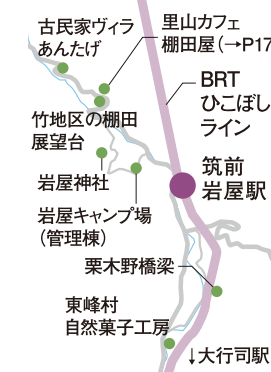 古民家ヴィラ
あんたげ
里山カフェ
棚田屋(→P17
BRT
ひこぼし
ライン
竹地区の棚田
展望台
筑前
岩屋駅
岩屋神社
岩屋キャンプ場
(管理棟)
栗木野橋梁
東峰村
自然菓子工房
↓大行司駅